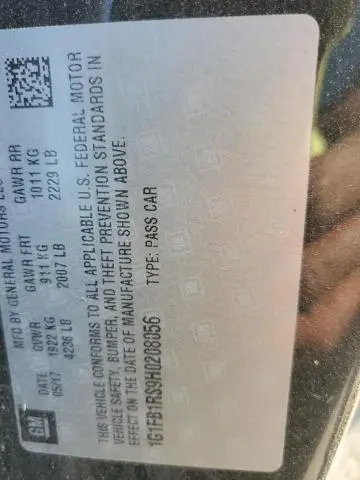 MFD BY GENERAL MOTORS LLC
DATE GVWR GAWR FRT GAWR RR
05/17 1922 KG 911 KG 1011 KG
4236 LB 2007 LB 2229 LB
GM
THIS VEHICLE CONFORMS TO ALL APPLICABLE U.S. FEDERAL MOTOR
VEHICLE SAFETY, BUMPER, AND THEFT PREVENTION STANDARDS IN
EFFECT ON THE DATE OF MANUFACTURE SHOWN ABOVE.
1G1FB1RS9H0208056 TYPE: PASS CAR